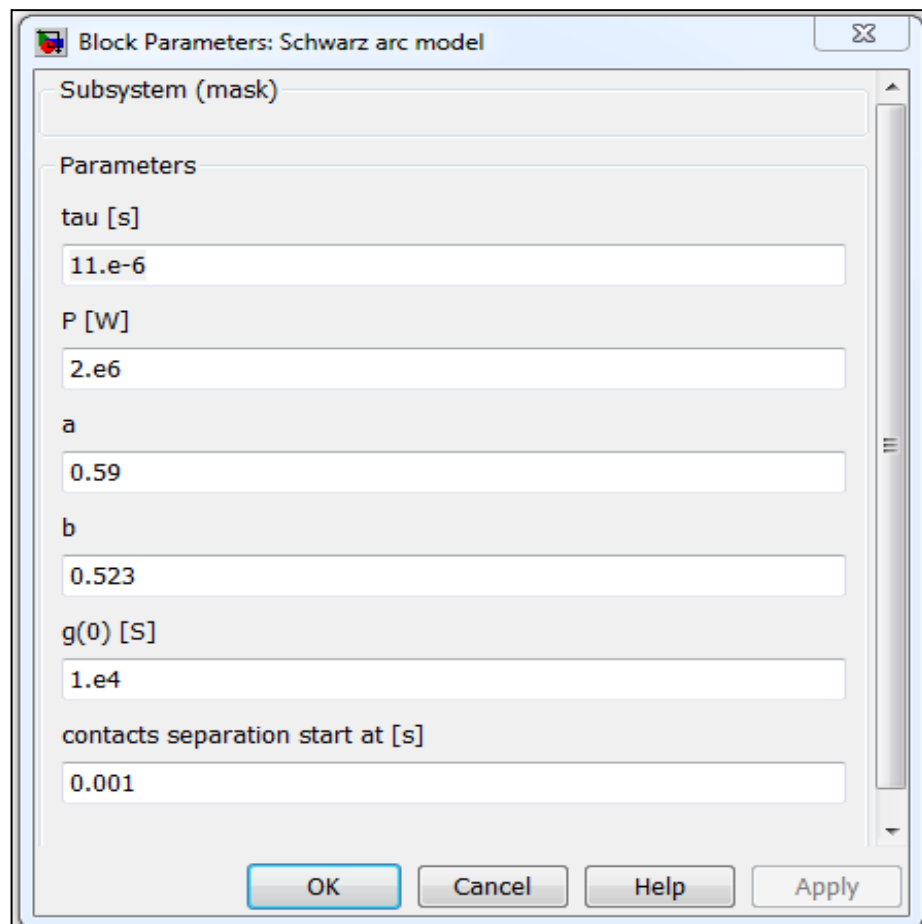 Block Parameters: Schwarz arc model
Subsystem (mask)
Parameters
tau [s]
11.e-6
P [W]
2.e6
a
0.59
b
0.523
g(0) [S]
1.e4
contacts separation start at [s]
0.001
OK Cancel Help Apply